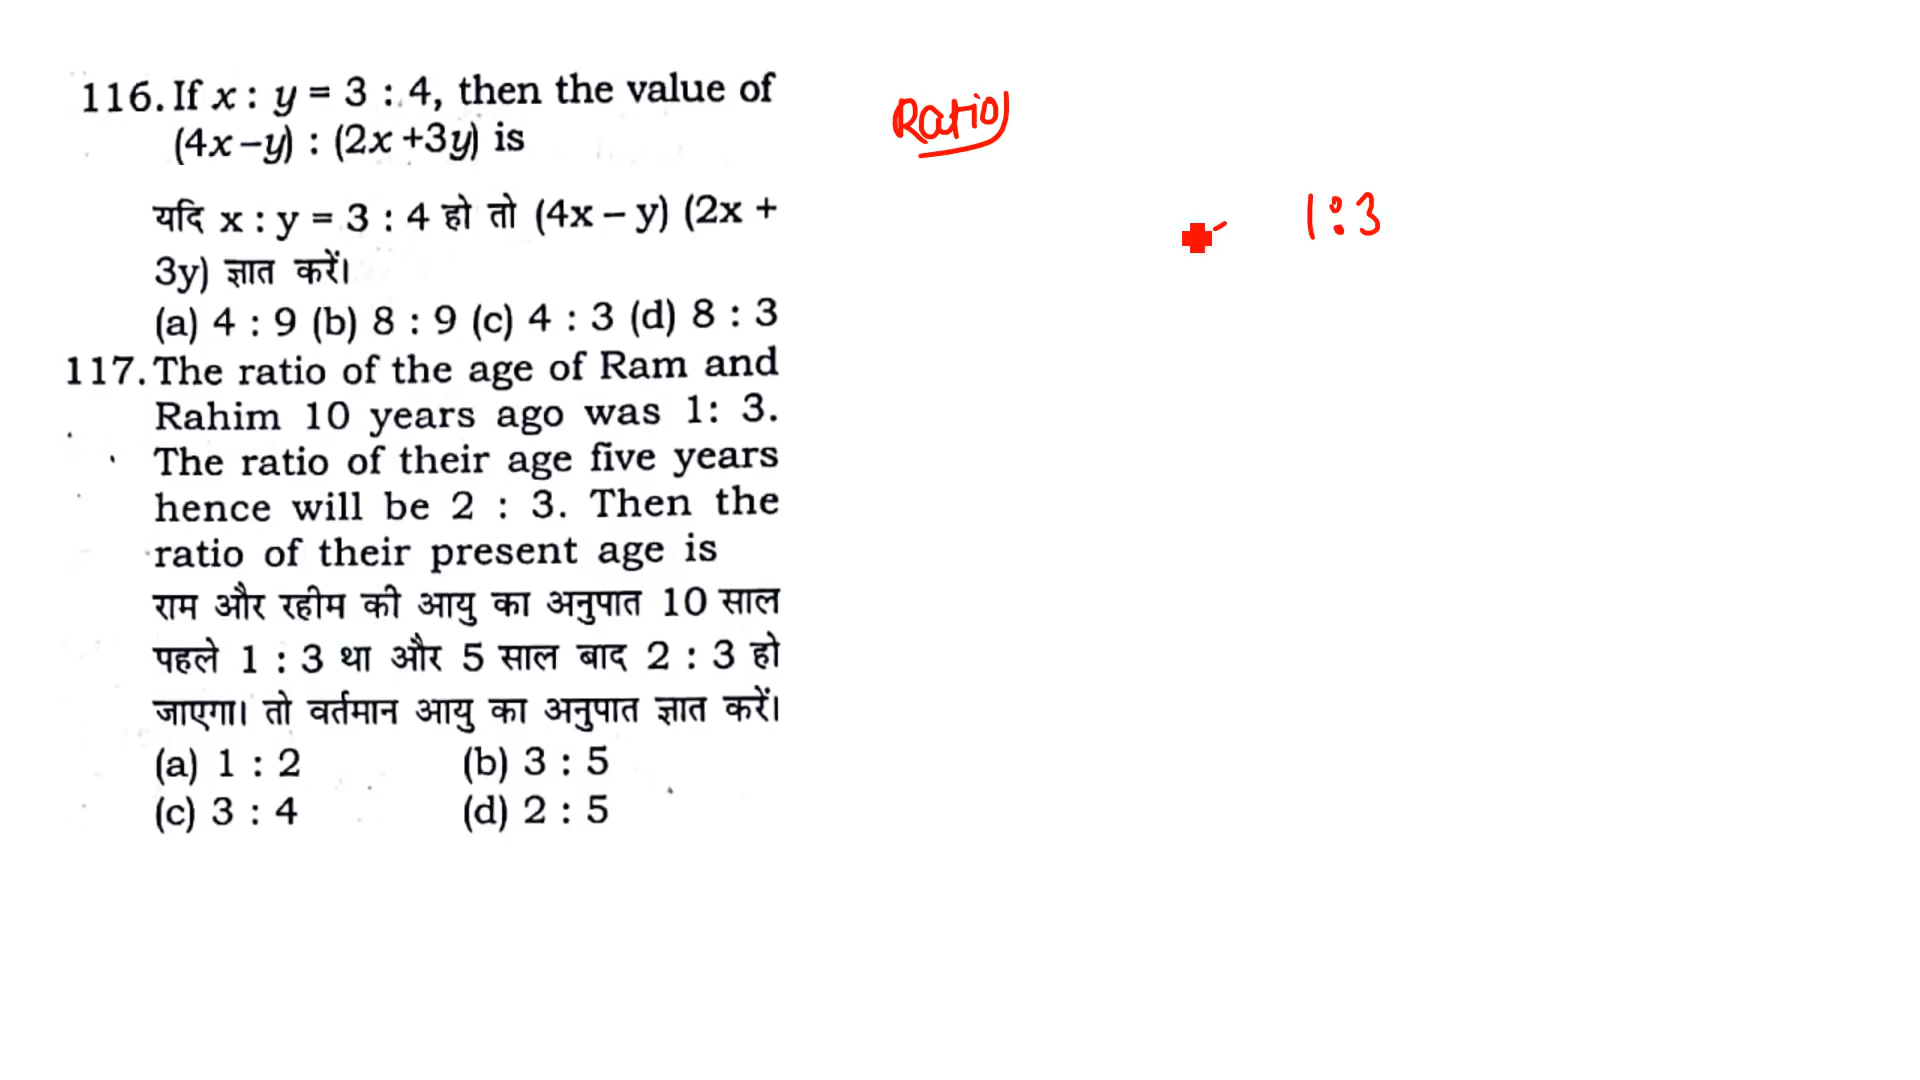 116. If x : y = 3 : 4, then the value of
(4x–y) : (2x+3y) is
यदि x : y = 3 : 4 हो तो (4x – y) (2x +
3y) ज्ञात करें।
(a) 4 : 9 (b) 8 : 9 (c) 4 : 3 (d) 8 : 3
117. The ratio of the age of Ram and
Rahim 10 years ago was 1: 3.
The ratio of their age five years
hence will be 2 : 3. Then the
ratio of their present age is
राम और रहीम की आयु का अनुपात 10 साल
पहले 1 : 3 था और 5 साल बाद 2 : 3 हो
जाएगा। तो वर्तमान आयु का अनुपात ज्ञात करें।
(a) 1 : 2 (b) 3 : 5
(c) 3 : 4 (d) 2 : 5
Ratio
1:3